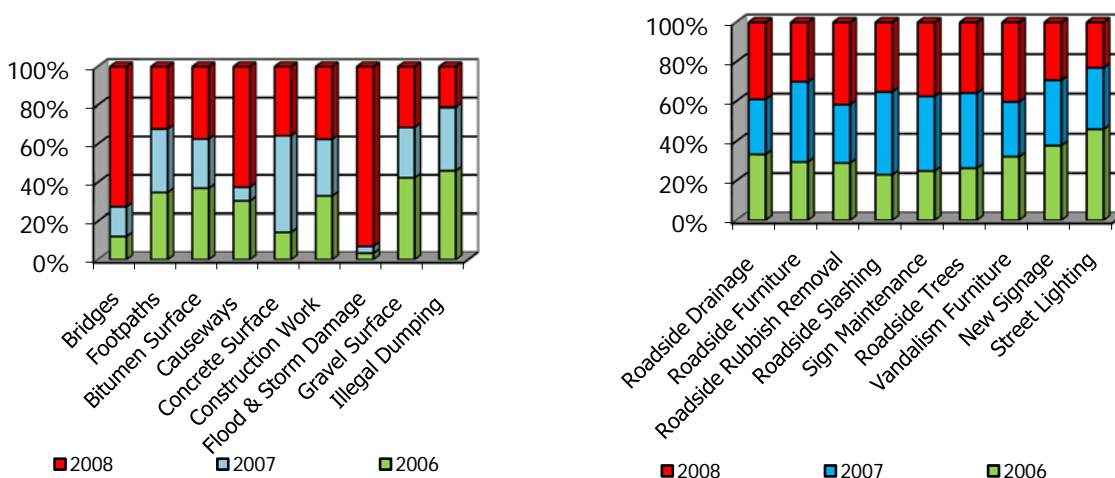 100%
80%
60%
40%
20%
0%
Bridges
Footpaths
Bitumen Surface
Causeways
Concrete Surface
Construction Work
Flood & Storm Damage
Gravel Surface
Illegal Dumping
2008 2007 2006
100%
80%
60%
40%
20%
0%
Roadside Drainage
Roadside Furniture
Roadside Rubbish Removal
Roadside Slashing
Sign Maintenance
Roadside Trees
Vandalism Furniture
New Signage
Street Lighting
2008 2007 2006